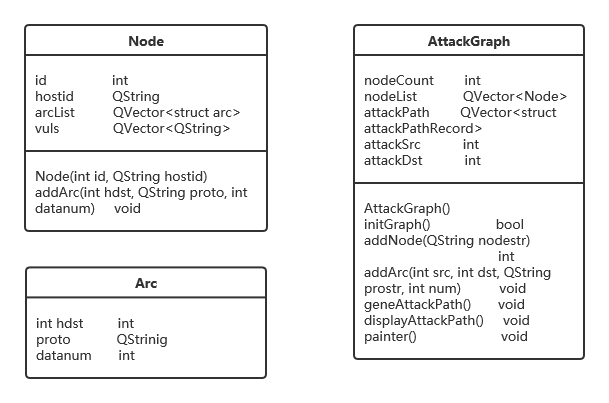 Node
id int
hostid QString
arcList QVector<struct arc>
vuls QVector<QString>
Node(int id, QString hostid)
addArc(int hdst, QString proto, int
datanum) void
Arc
int hdst int
proto QStrinig
datanum int
AttackGraph
nodeCount int
nodeList QVector<Node>
attackPath QVector<struct
attackPathRecord>
attackSrc int
attackDst int
AttackGraph()
initGraph() bool
addNode(QString nodestr)
int
addArc(int src, int dst, QString
prostr, int num) void
geneAttackPath() void
displayAttackPath() void
painter() void